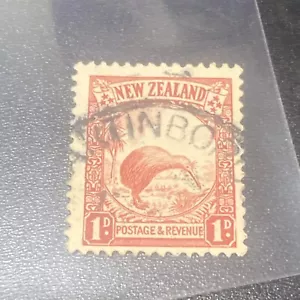 NEW ZEALAND
1D POSTAGE & REVENUE 1D